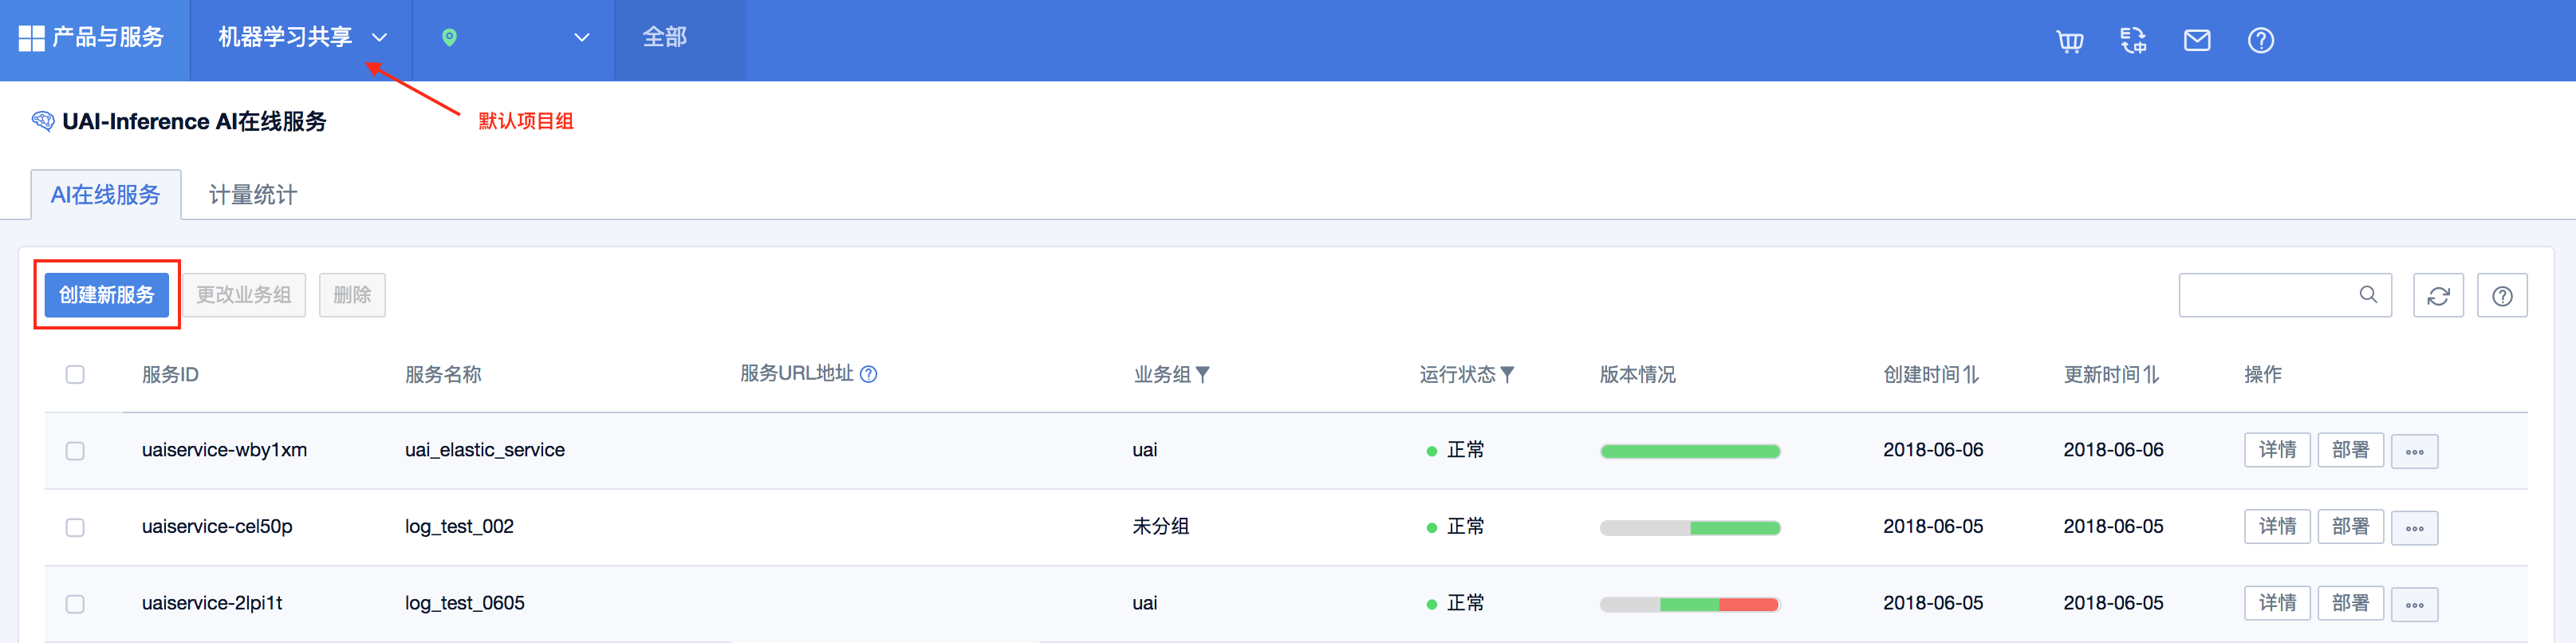 产品与服务 机器学习共享 全部
默认项目组
UAI-Inference AI在线服务
AI在线服务 计量统计
创建新服务 更改业务组 删除
服务ID 服务名称 服务URL地址 业务组 运行状态 版本情况 创建时间 更新时间 操作
uaiservice-wby1xm uai_elastic_service uai 正常 2018-06-06 2018-06-06 详情 部署
uaiservice-cel50p log_test_002 未分组 正常 2018-06-05 2018-06-05 详情 部署
uaiservice-2lpi1t log_test_0605 uai 正常 2018-06-05 2018-06-05 详情 部署